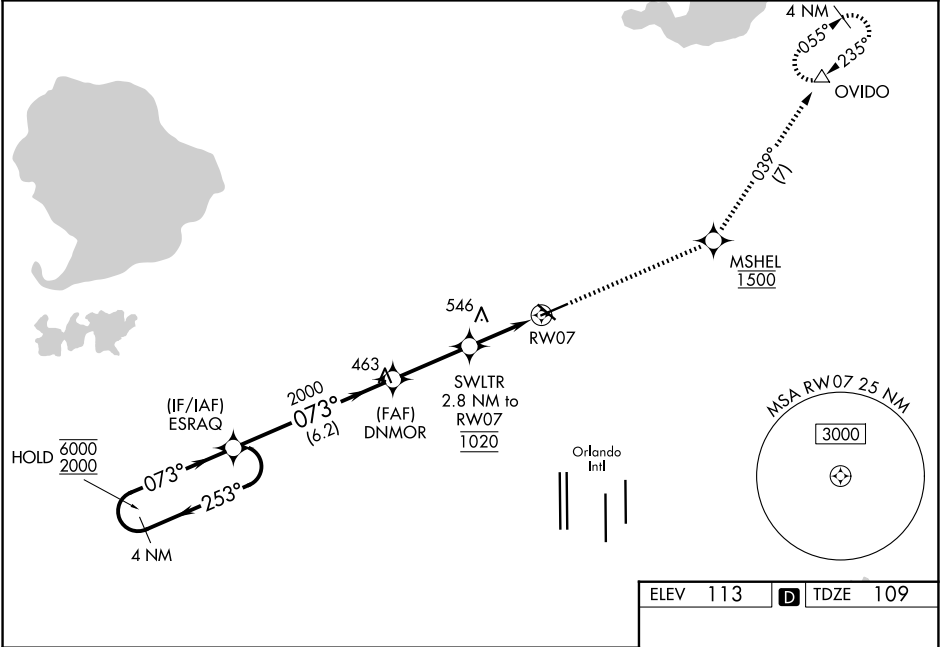 4 NM
055°
235°
OVIDO
039°
(7)
MSHEL
1500
546
RW07
463
SWLTR
2.8 NM to
RW07
1020
(FAF)
DNMOR
2000
073°
(6.2)
(IF/IAF)
ESRAQ
HOLD 6000
2000
073°
253°
4 NM
Orlando
Intl
MSA RW07 25 NM
3000
ELEV 113 D TDZE 109